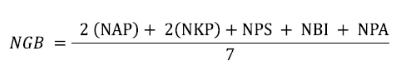 NGB = 2 (NAP) + 2(NKP) + NPS + NBI + NPA
7